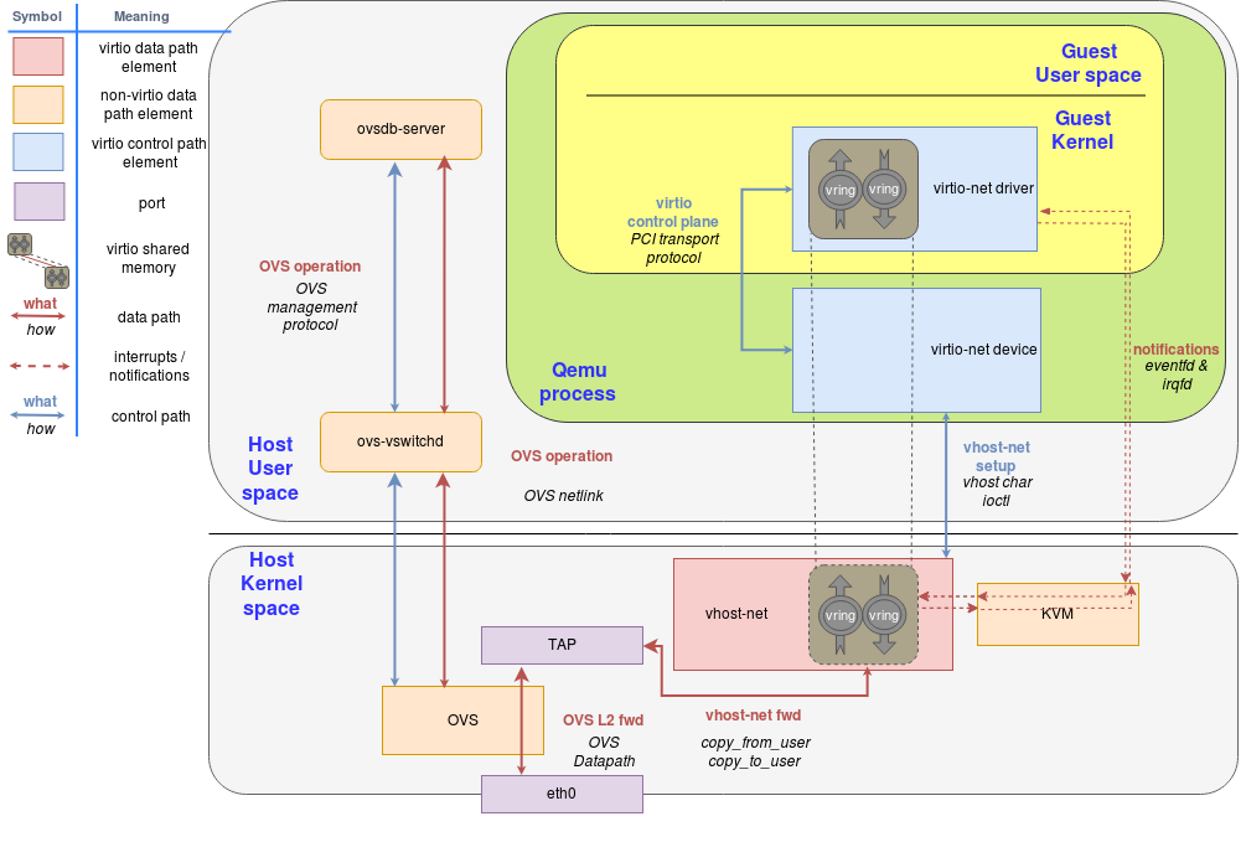 Symbol Meaning
virtio data path
element
non-virtio data
path element
virtio control path
element
port
virtio shared
memory
what
how
data path
interrupts /
notifications
what
how
control path
Guest
User space
Guest
Kernel
vring vring
virtio-net driver
virtio
control plane
PCI transport
protocol
virtio-net device
Qemu
process
notifications
eventfd &
irqfd
ovsdb-server
OVS operation
OVS
management
protocol
ovs-vswitchd
Host
User
space
OVS operation
OVS netlink
vhost-net
setup
vhost char
ioctl
Host
Kernel
space
vhost-net
vring vring
KVM
TAP
OVS
OVS L2 fwd
OVS
Datapath
vhost-net fwd
copy_from_user
copy_to_user
eth0